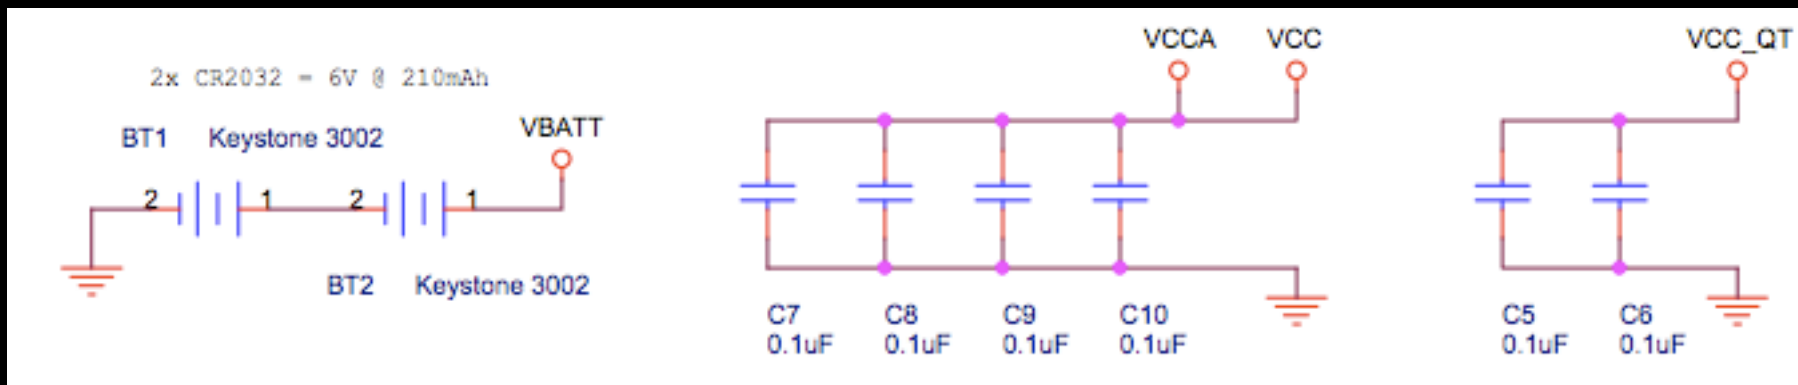 2x CR2032 = 6V @ 210mAh
BT1 Keystone 3002
VBATT
2 1 2 1
BT2 Keystone 3002
VCCA VCC
C7 C8 C9 C10
0.1uF 0.1uF 0.1uF 0.1uF
VCC_QT
C5 C6
0.1uF 0.1uF